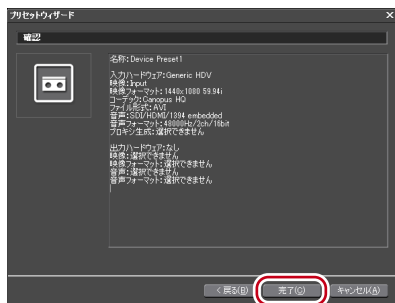 プリセットウィザード
確認
名称：Device Preset1
入力ハードウェア：Generic HDV
映像：Input
映像フォーマット：1440x1080 59.94i
コーデック：Canopus HQ
ファイル形式：AVI
音声：SDI/HDMI/1394 embedded
音声フォーマット：48000Hz/2ch/16bit
プロキシ生成：選択できません
出力ハードウェア：なし
映像：選択できません
映像フォーマット：選択できません
音声：選択できません
音声フォーマット：選択できません
< 戻る(B) 完了(C) キャンセル(A)